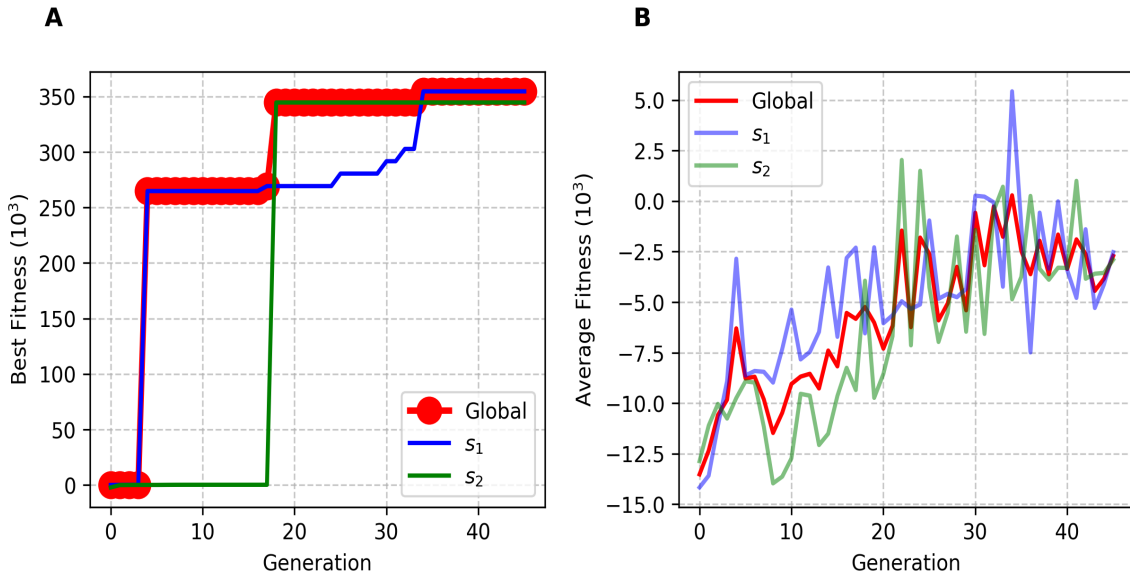 A
B
Best Fitness (10³)
350
300
250
200
150
100
50
0
0
10
20
30
40
Generation
Global
s₁
s₂
Average Fitness (10³)
5.0
2.5
0.0
−2.5
−5.0
−7.5
−10.0
−12.5
−15.0
0
10
20
30
40
Generation
Global
s₁
s₂